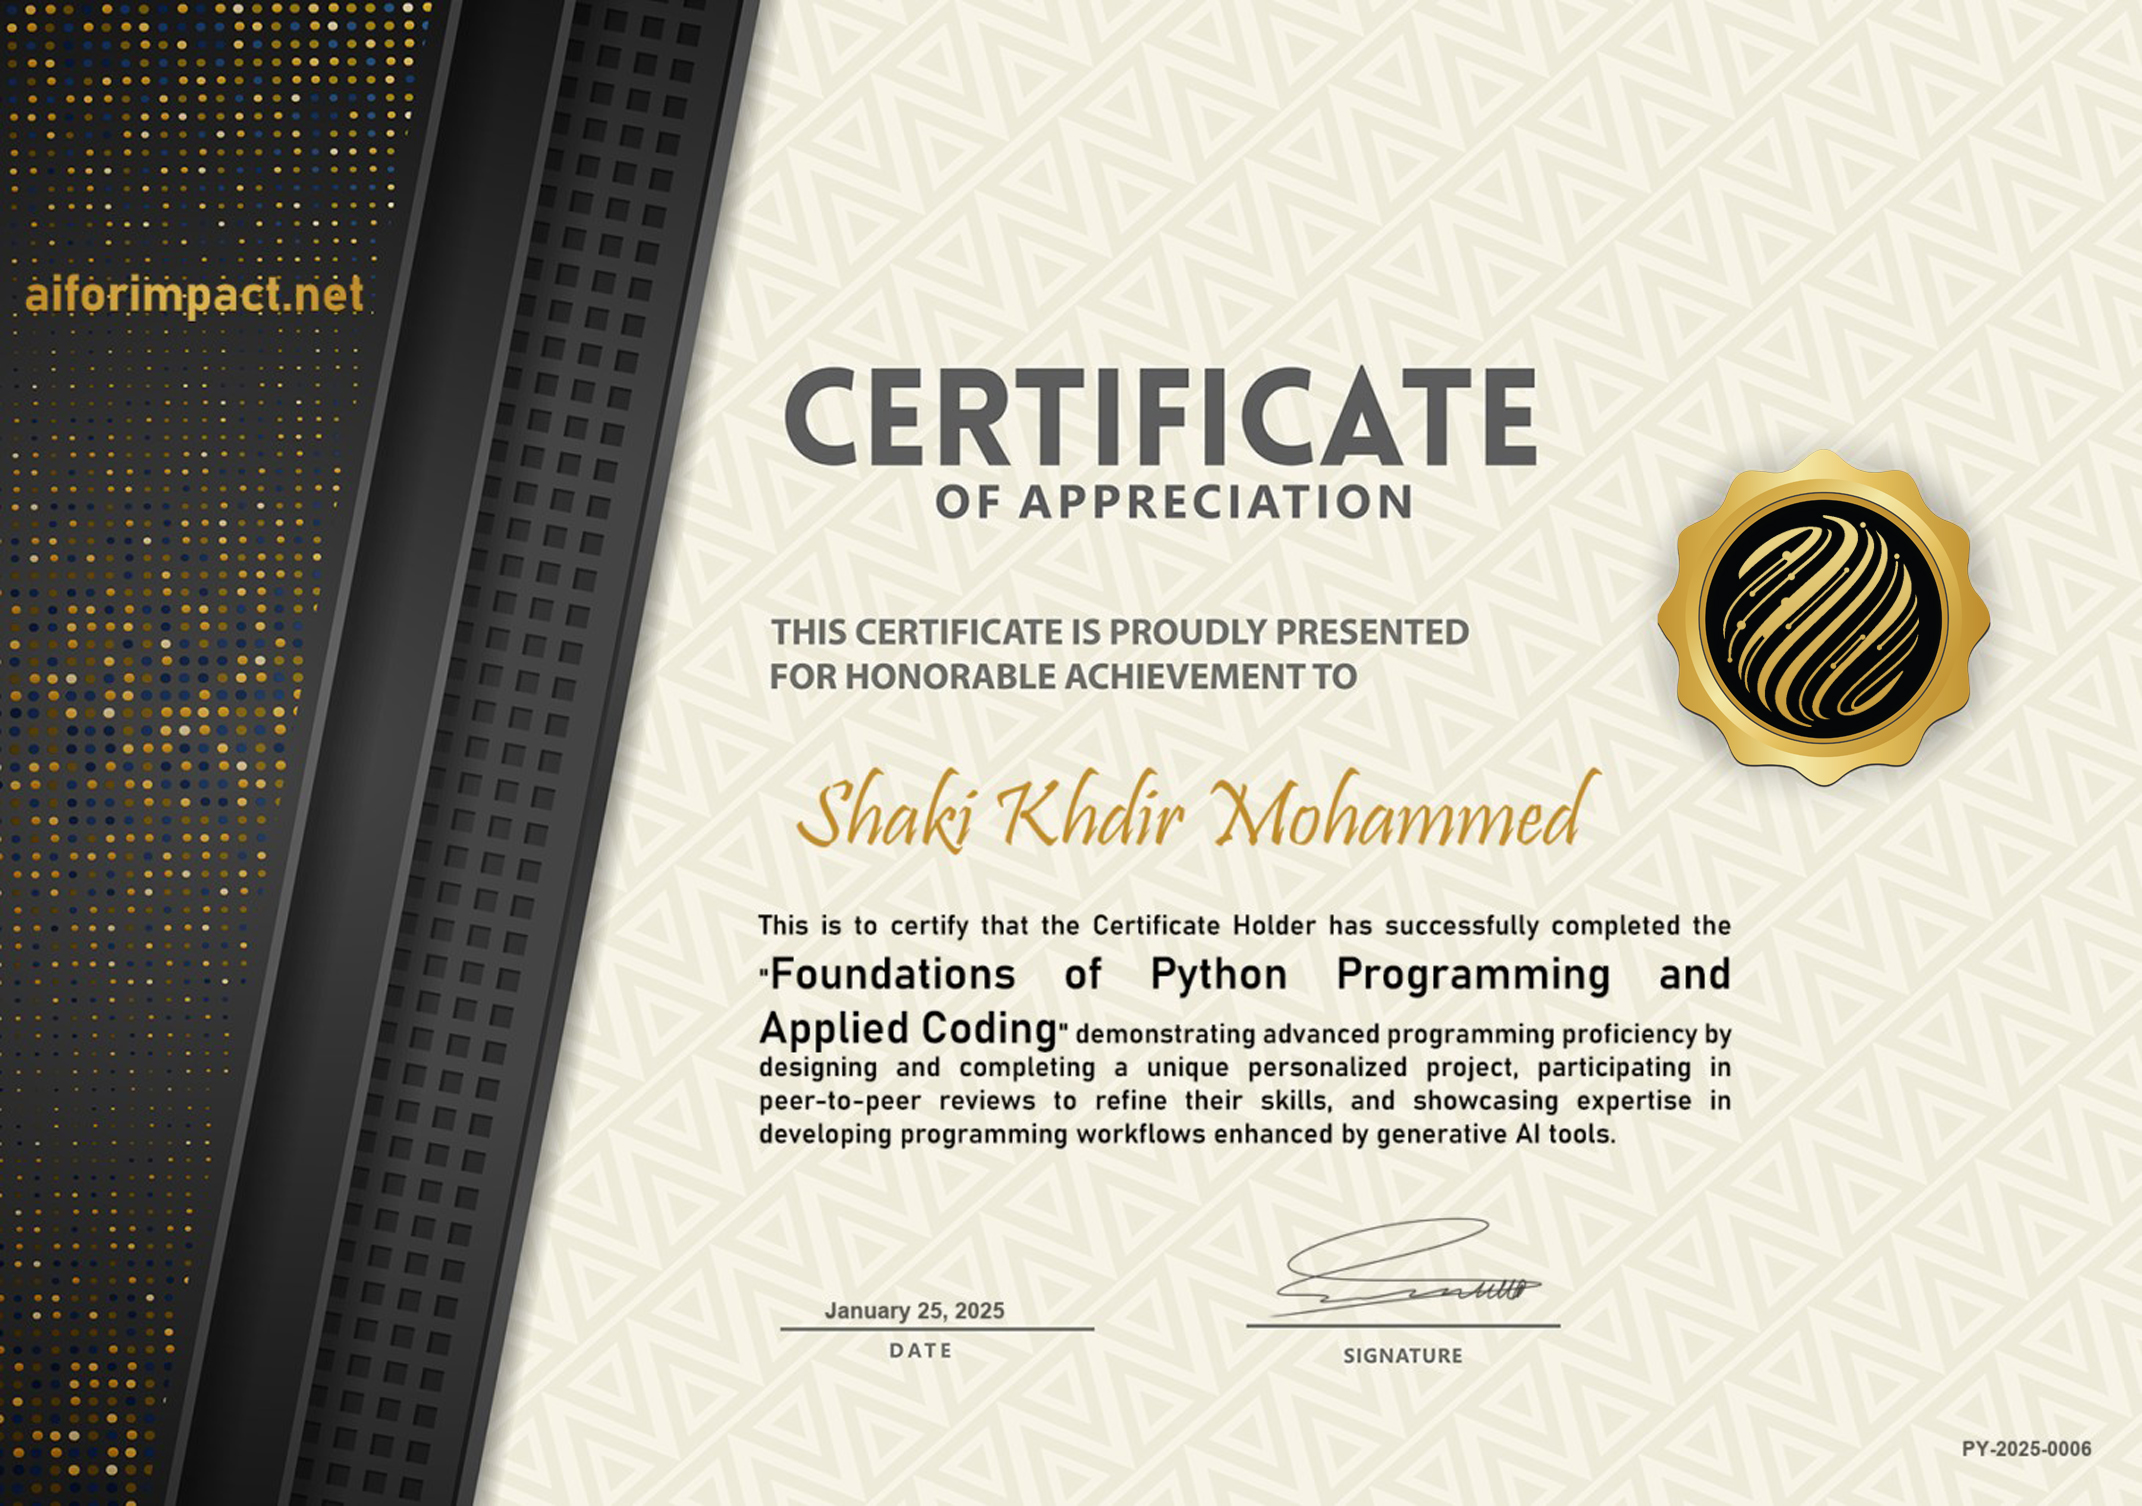 aiforimpact.net
CERTIFICATE
OF APPRECIATION
THIS CERTIFICATE IS PROUDLY PRESENTED
FOR HONORABLE ACHIEVEMENT TO
Shaki Khdir Mohammed
This is to certify that the Certificate Holder has successfully completed the
"Foundations of Python Programming and
Applied Coding" demonstrating advanced programming proficiency by
designing and completing a unique personalized project, participating in
peer-to-peer reviews to refine their skills, and showcasing expertise in
developing programming workflows enhanced by generative AI tools.
January 25, 2025
DATE
SIGNATURE
PY-2025-0006